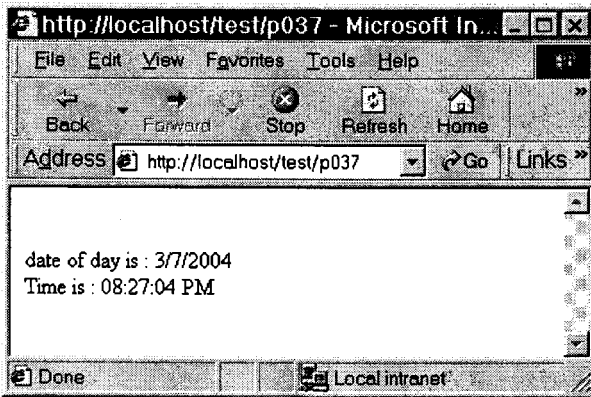 http://localhost/test/p037 - Microsoft In...
File Edit View Favorites Tools Help
Back Forward Stop Refresh Home »
Address http://localhost/test/p037 Go Links »
date of day is : 3/7/2004
Time is : 08:27:04 PM
Done Local intranet